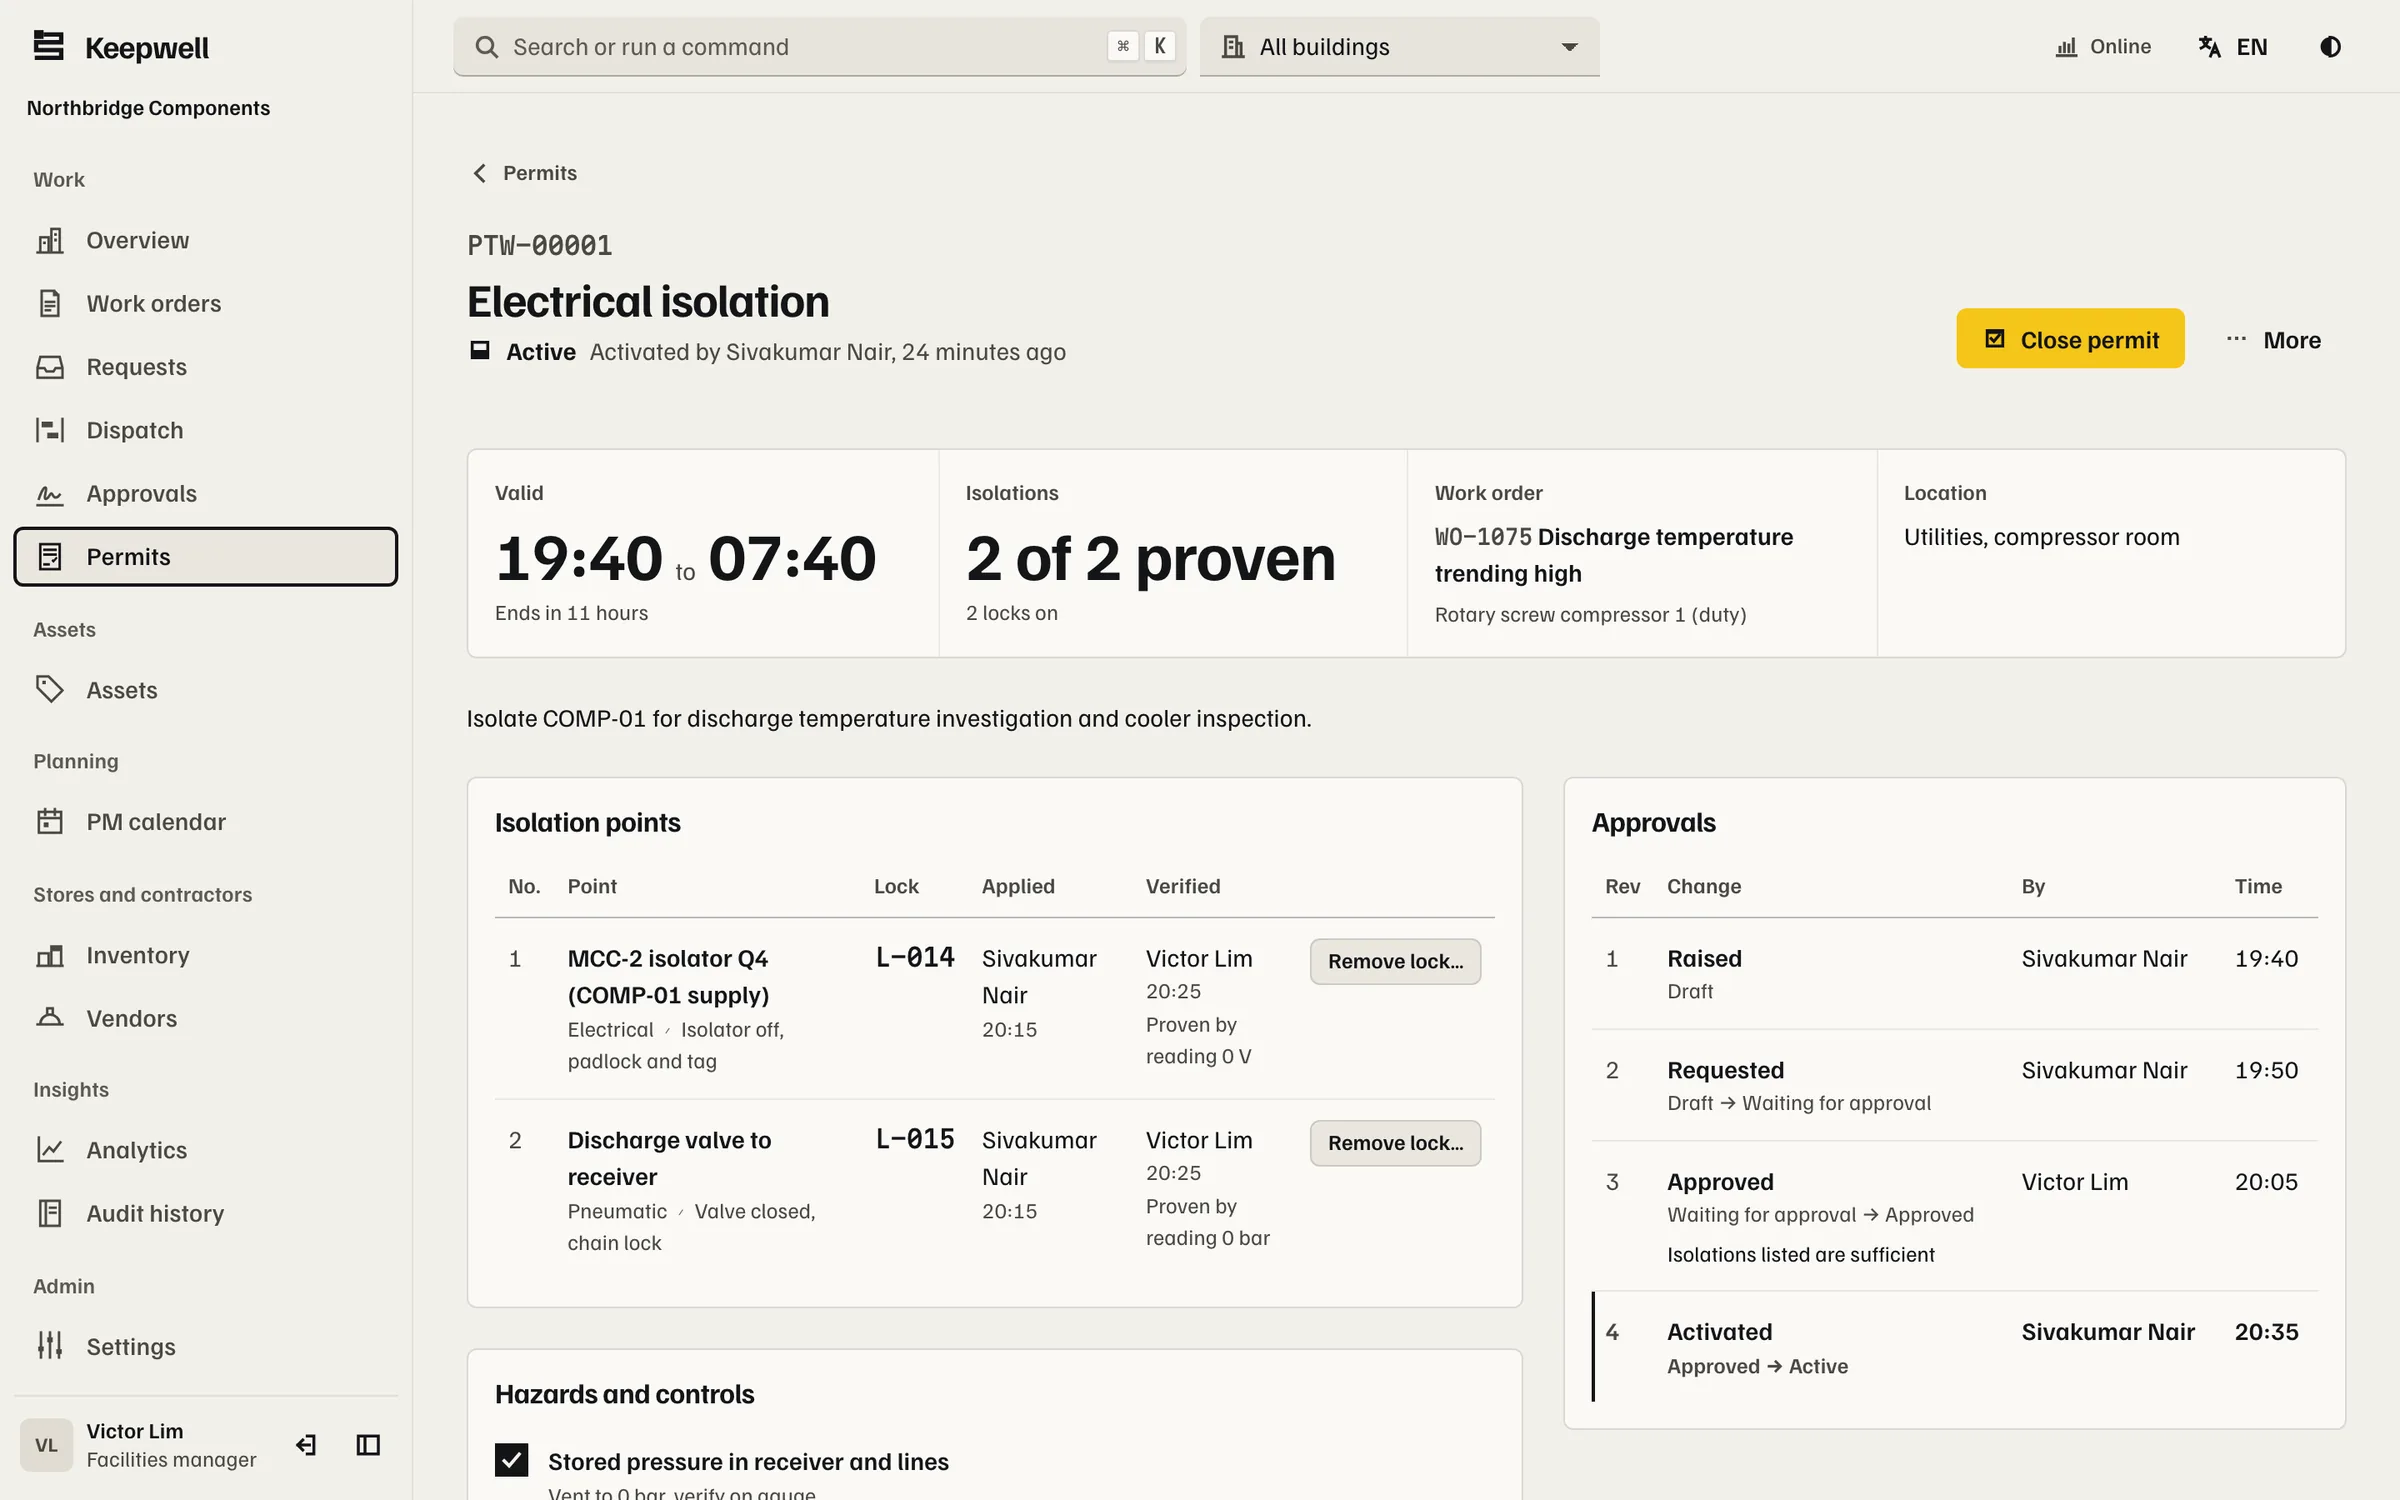 Keepwell
Northbridge Components
Work
Overview
Work orders
Requests
Dispatch
Approvals
Permits
Assets
Assets
Planning
PM calendar
Stores and contractors
Inventory
Vendors
Insights
Analytics
Audit history
Admin
Settings
VL
Victor Lim
Facilities manager
Search or run a command
⌘ K
All buildings
Online
EN
Permits
PTW-00001
Electrical isolation
Active Activated by Sivakumar Nair, 24 minutes ago
Close permit
··· More
Valid
19:40 to 07:40
Ends in 11 hours
Isolations
2 of 2 proven
2 locks on
Work order
WO-1075 Discharge temperature
trending high
Rotary screw compressor 1 (duty)
Location
Utilities, compressor room
Isolate COMP-01 for discharge temperature investigation and cooler inspection.
Isolation points
No. Point Lock Applied Verified
1 MCC-2 isolator Q4 L-014 Sivakumar Victor Lim Remove lock...
(COMP-01 supply) Nair 20:25
Electrical Isolator off, 20:15 Proven by
padlock and tag reading 0 V
2 Discharge valve to L-015 Sivakumar Victor Lim Remove lock...
receiver Nair 20:25
Pneumatic Valve closed, 20:15 Proven by
chain lock reading 0 bar
Hazards and controls
Stored pressure in receiver and lines
Vent to 0 bar, verify on gauge
Approvals
Rev Change By Time
1 Raised Sivakumar Nair 19:40
Draft
2 Requested Sivakumar Nair 19:50
Draft → Waiting for approval
3 Approved Victor Lim 20:05
Waiting for approval → Approved
Isolations listed are sufficient
4 Activated Sivakumar Nair 20:35
Approved → Active